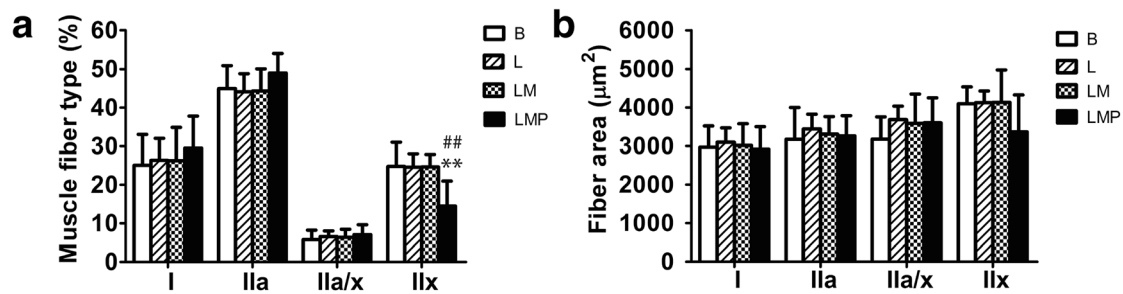 a
Muscle fiber type (%)
60
50
40
30
20
10
0
I
IIa
IIa/x
IIx
##
**
B
L
LM
LMP
b
Fiber area (μm²)
6000
5000
4000
3000
2000
1000
0
I
IIa
IIa/x
IIx
B
L
LM
LMP